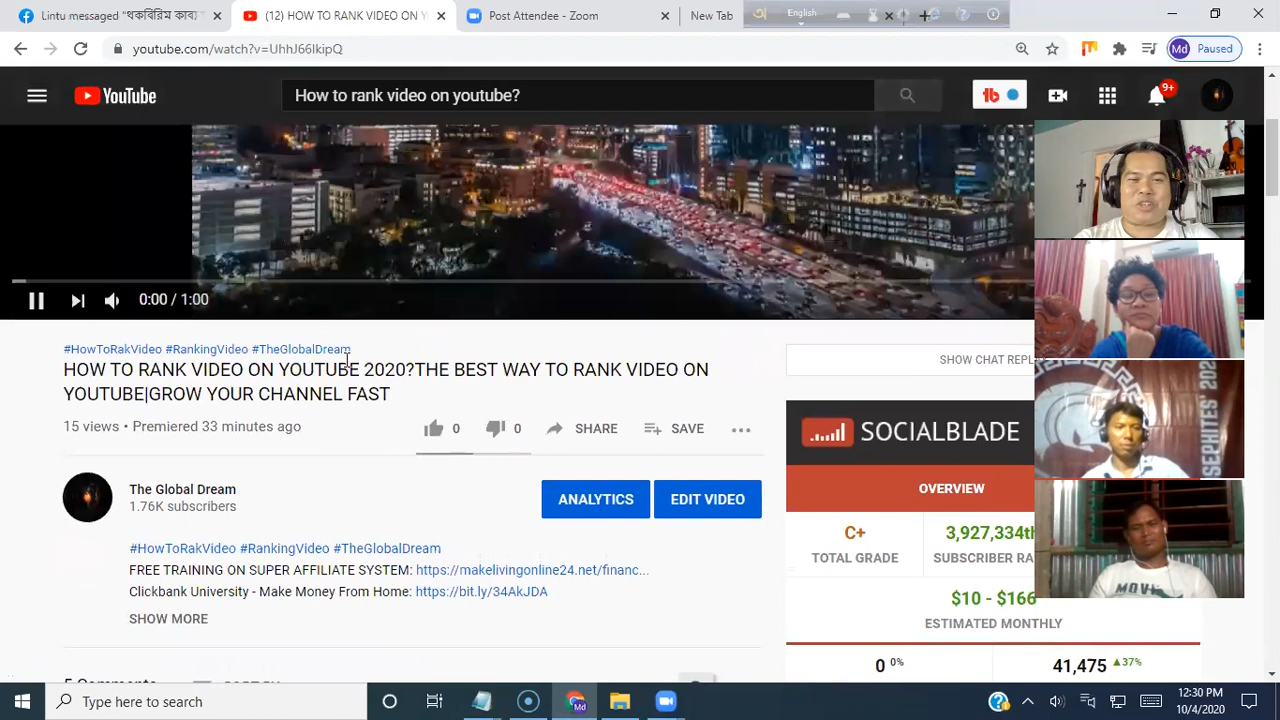 Lintu messaged "থকবিরিম কাব্য
(12) HOW TO RANK VIDEO ON Y
Post Attendee - Zoom
New Tab
English
youtube.com/watch?v=UhhJ66lkipQ
Md
Paused
YouTube
How to rank video on youtube?
9+
0:00 / 1:00
#HowToRakVideo #RankingVideo #TheGlobalDream
HOW TO RANK VIDEO ON YOUTUBE 2020?THE BEST WAY TO RANK VIDEO ON
YOUTUBE|GROW YOUR CHANNEL FAST
15 views • Premiered 33 minutes ago
0
0
SHARE
SAVE
The Global Dream
1.76K subscribers
ANALYTICS
EDIT VIDEO
#HowToRakVideo #RankingVideo #TheGlobalDream
FREE TRAINING ON SUPER AFFILIATE SYSTEM: https://makelivingonline24.net/financ...
Clickbank University - Make Money From Home: https://bit.ly/34AkJDA
SHOW MORE
SHOW CHAT REPL
SOCIALBLADE
OVERVIEW
C+
TOTAL GRADE
3,927,334th
SUBSCRIBER RA
$10 - $166
ESTIMATED MONTHLY
0 0%
41,475 ▲37%
SEPHITES' 202
MOVE
Type here to search
Md
12:30 PM
10/4/2020